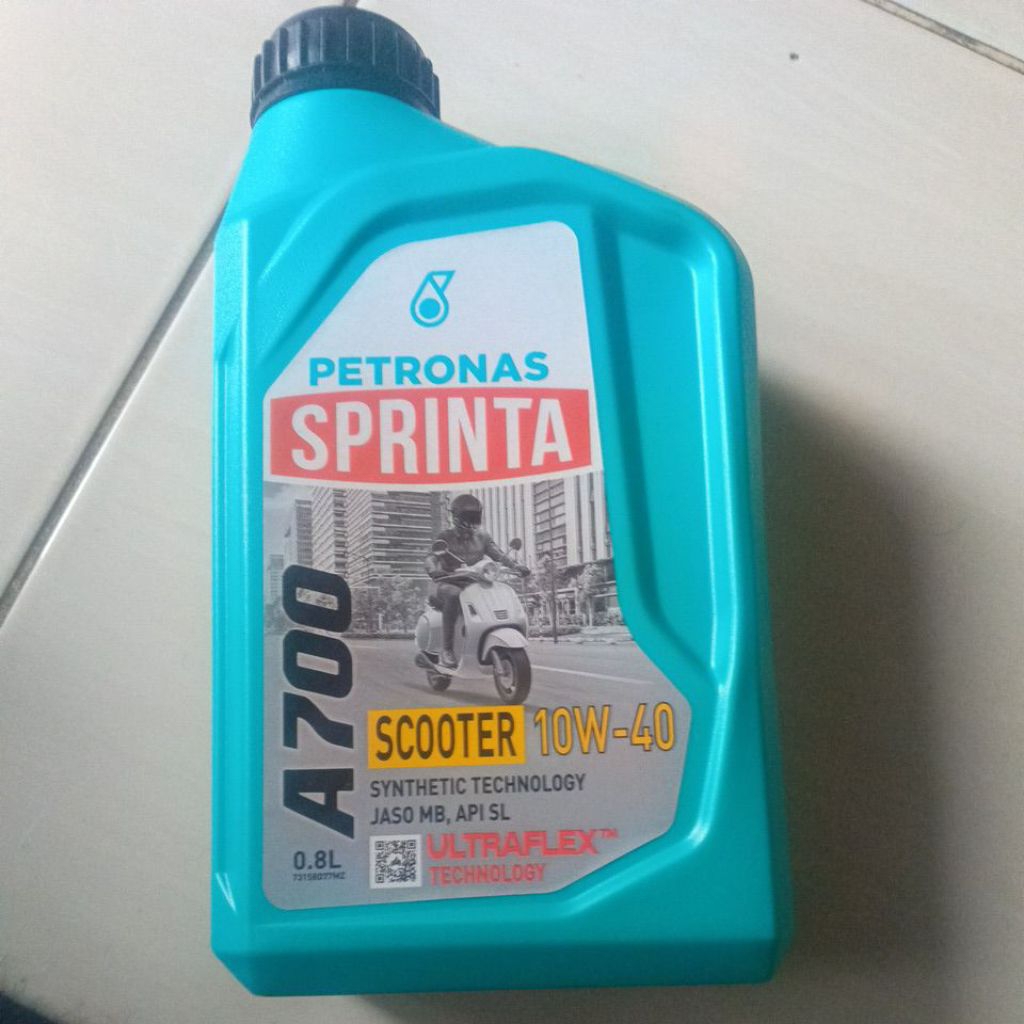 PETRONAS
SPRINTA
A700
SCOOTER 10W-40
SYNTHETIC TECHNOLOGY
JASO MB, API SL
ULTRAFLEX™
TECHNOLOGY
0.8L